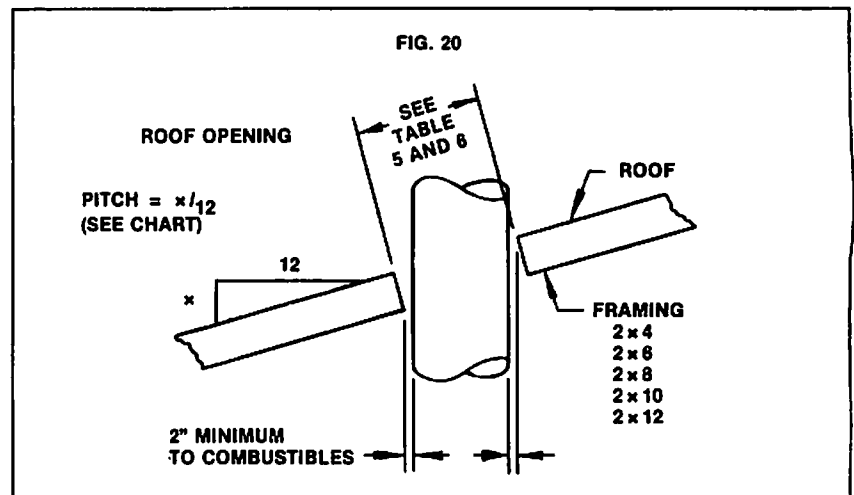 FIG. 20
SEE
TABLE
5 AND 6
ROOF OPENING
ROOF
PITCH = x/12
(SEE CHART)
12
x
FRAMING
2 x 4
2 x 6
2 x 8
2 x 10
2 x 12
2" MINIMUM
TO COMBUSTIBLES